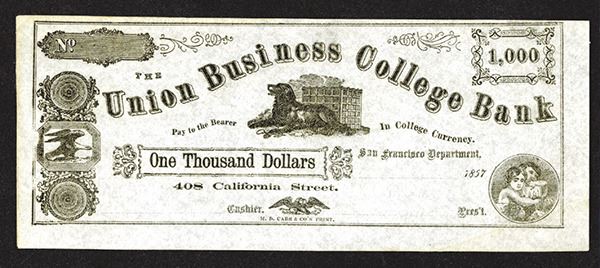 No
1,000
THE
Union Business College Bank
Pay to the Bearer
In College Currency.
One Thousand Dollars
San Francisco Department,
408 California Street.
1857
Cashier.
Pres't.
M. D. CARR & CO'S PRINT.